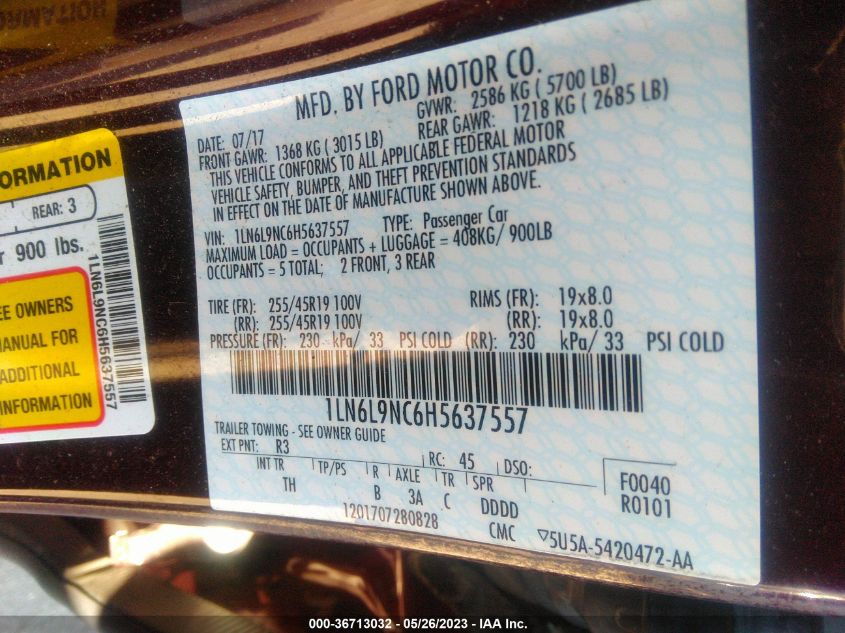 ORMATION
REAR: 3
900 lbs.
EE OWNERS
MANUAL FOR
ADDITIONAL
INFORMATION
1LN6L9NC6H5637557
MFD. BY FORD MOTOR CO.
DATE: 07/17 GVWR: 2586 KG ( 5700 LB)
FRONT GAWR: 1368 KG ( 3015 LB) REAR GAWR: 1218 KG ( 2685 LB)
THIS VEHICLE CONFORMS TO ALL APPLICABLE FEDERAL MOTOR
VEHICLE SAFETY, BUMPER, AND THEFT PREVENTION STANDARDS
IN EFFECT ON THE DATE OF MANUFACTURE SHOWN ABOVE.
VIN: 1LN6L9NC6H5637557 TYPE: Passenger Car
MAXIMUM LOAD = OCCUPANTS + LUGGAGE = 408KG/ 900LB
OCCUPANTS = 5 TOTAL; 2 FRONT, 3 REAR
TIRE (FR): 255/45R19 100V RIMS (FR): 19x8.0
(RR): 255/45R19 100V (RR): 19x8.0
PRESSURE (FR): 230 kPa/ 33 PSI COLD (RR): 230 kPa/ 33 PSI COLD
1LN6L9NC6H5637557
TRAILER TOWING - SEE OWNER GUIDE
EXT PNT: R3 RC: 45 DSO:
INT TR TP/PS R AXLE TR SPR F0040
TH B 3A C DDDD R0101
1201707280828 CMC ▽5U5A-5420472-AA
000-36713032 - 05/26/2023 - IAA Inc.